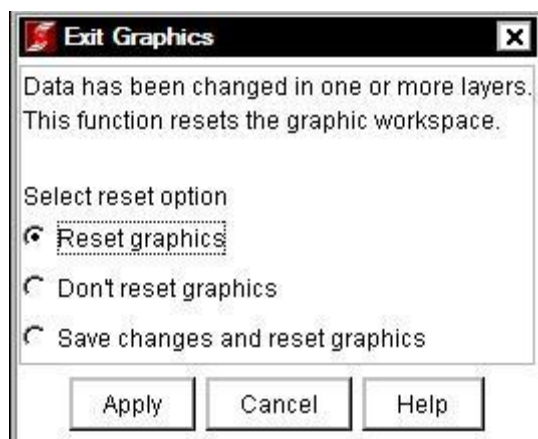 Exit Graphics
Data has been changed in one or more layers.
This function resets the graphic workspace.
Select reset option
Reset graphics
Don't reset graphics
Save changes and reset graphics
Apply Cancel Help